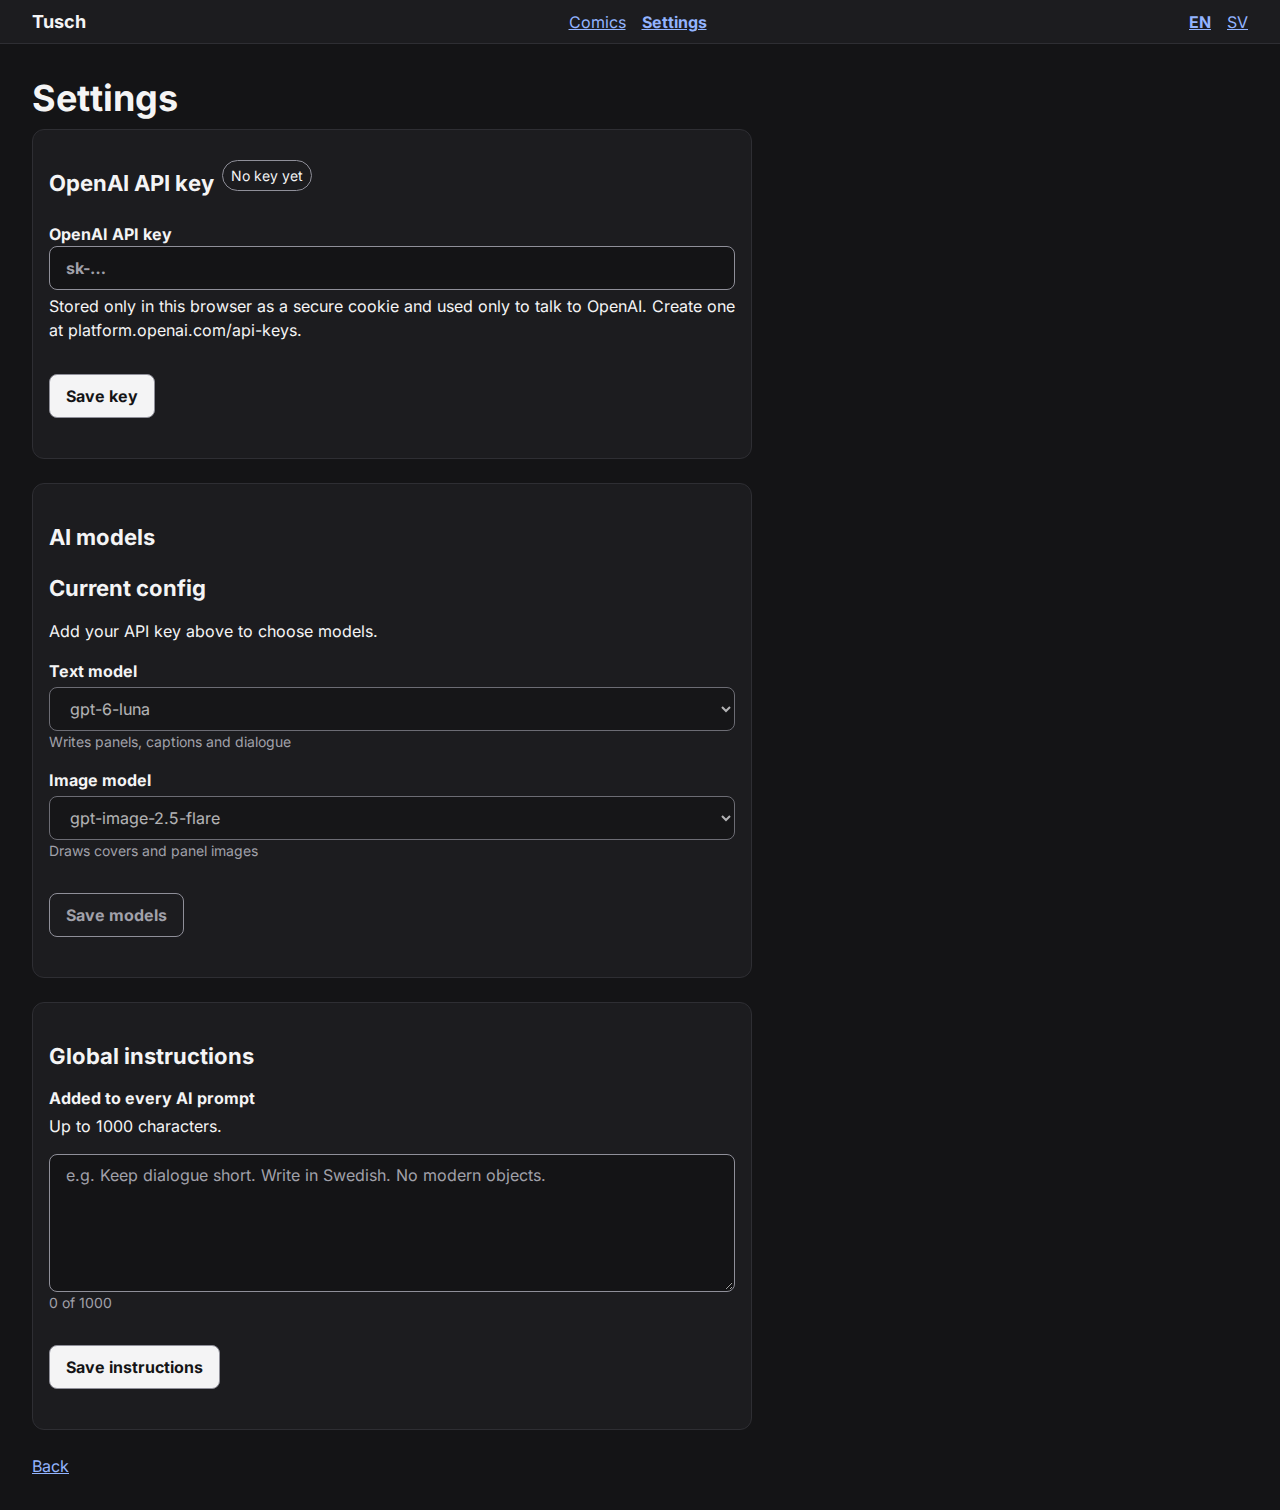 Tusch
Comics Settings
EN SV
Settings
OpenAI API key No key yet
OpenAI API key
sk-...
Stored only in this browser as a secure cookie and used only to talk to OpenAI. Create one
at platform.openai.com/api-keys.
Save key
AI models
Current config
Add your API key above to choose models.
Text model
gpt-6-luna
Writes panels, captions and dialogue
Image model
gpt-image-2.5-flare
Draws covers and panel images
Save models
Global instructions
Added to every AI prompt
Up to 1000 characters.
e.g. Keep dialogue short. Write in Swedish. No modern objects.
0 of 1000
Save instructions
Back